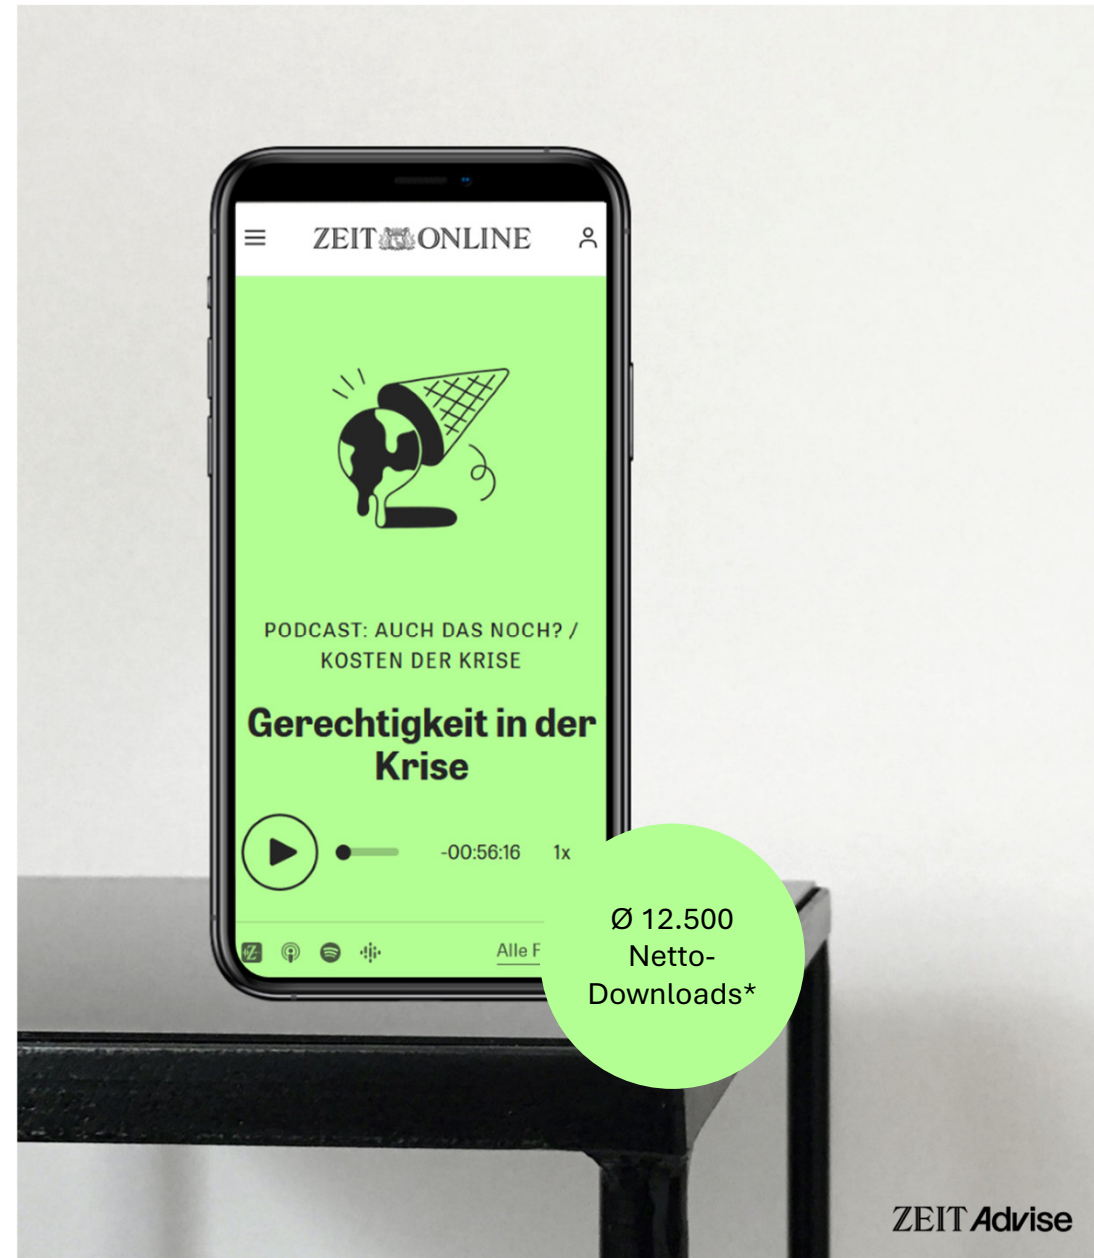 ZEIT ONLINE
PODCAST: AUCH DAS NOCH? /
KOSTEN DER KRISE
Gerechtigkeit in der
Krise
-00:56:16 1x
Alle F
Ø 12.500
Netto-
Downloads*
ZEIT Advise